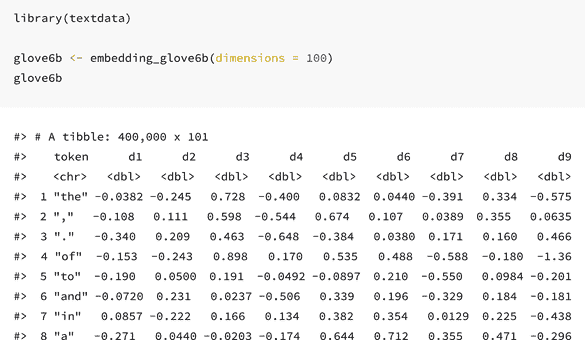 library(textdata)
glove6b <- embedding_glove6b(dimensions = 100)
glove6b
#> # A tibble: 400,000 x 101
#>    token      d1      d2      d3      d4      d5     d6      d7      d8      d9
#>    <chr>   <dbl>   <dbl>   <dbl>   <dbl>   <dbl>  <dbl>   <dbl>   <dbl>   <dbl>
#>  1 "the" -0.0382 -0.245   0.728  -0.400   0.0832 0.0440 -0.391   0.334  -0.575
#>  2 ","   -0.108   0.111   0.598  -0.544   0.674  0.107   0.0389  0.355   0.0635
#>  3 "."   -0.340   0.209   0.463  -0.648  -0.384  0.0380  0.171   0.160   0.466
#>  4 "of"  -0.153  -0.243   0.898   0.170   0.535  0.488  -0.588  -0.180  -1.36
#>  5 "to"  -0.190   0.0500  0.191  -0.0492 -0.0897 0.210  -0.550   0.0984 -0.201
#>  6 "and" -0.0720  0.231   0.0237 -0.506   0.339  0.196  -0.329   0.184  -0.181
#>  7 "in"   0.0857 -0.222   0.166   0.134   0.382  0.354   0.0129  0.225  -0.438
#>  8 "a"   -0.271   0.0440 -0.0203 -0.174   0.644  0.712   0.355   0.471  -0.296